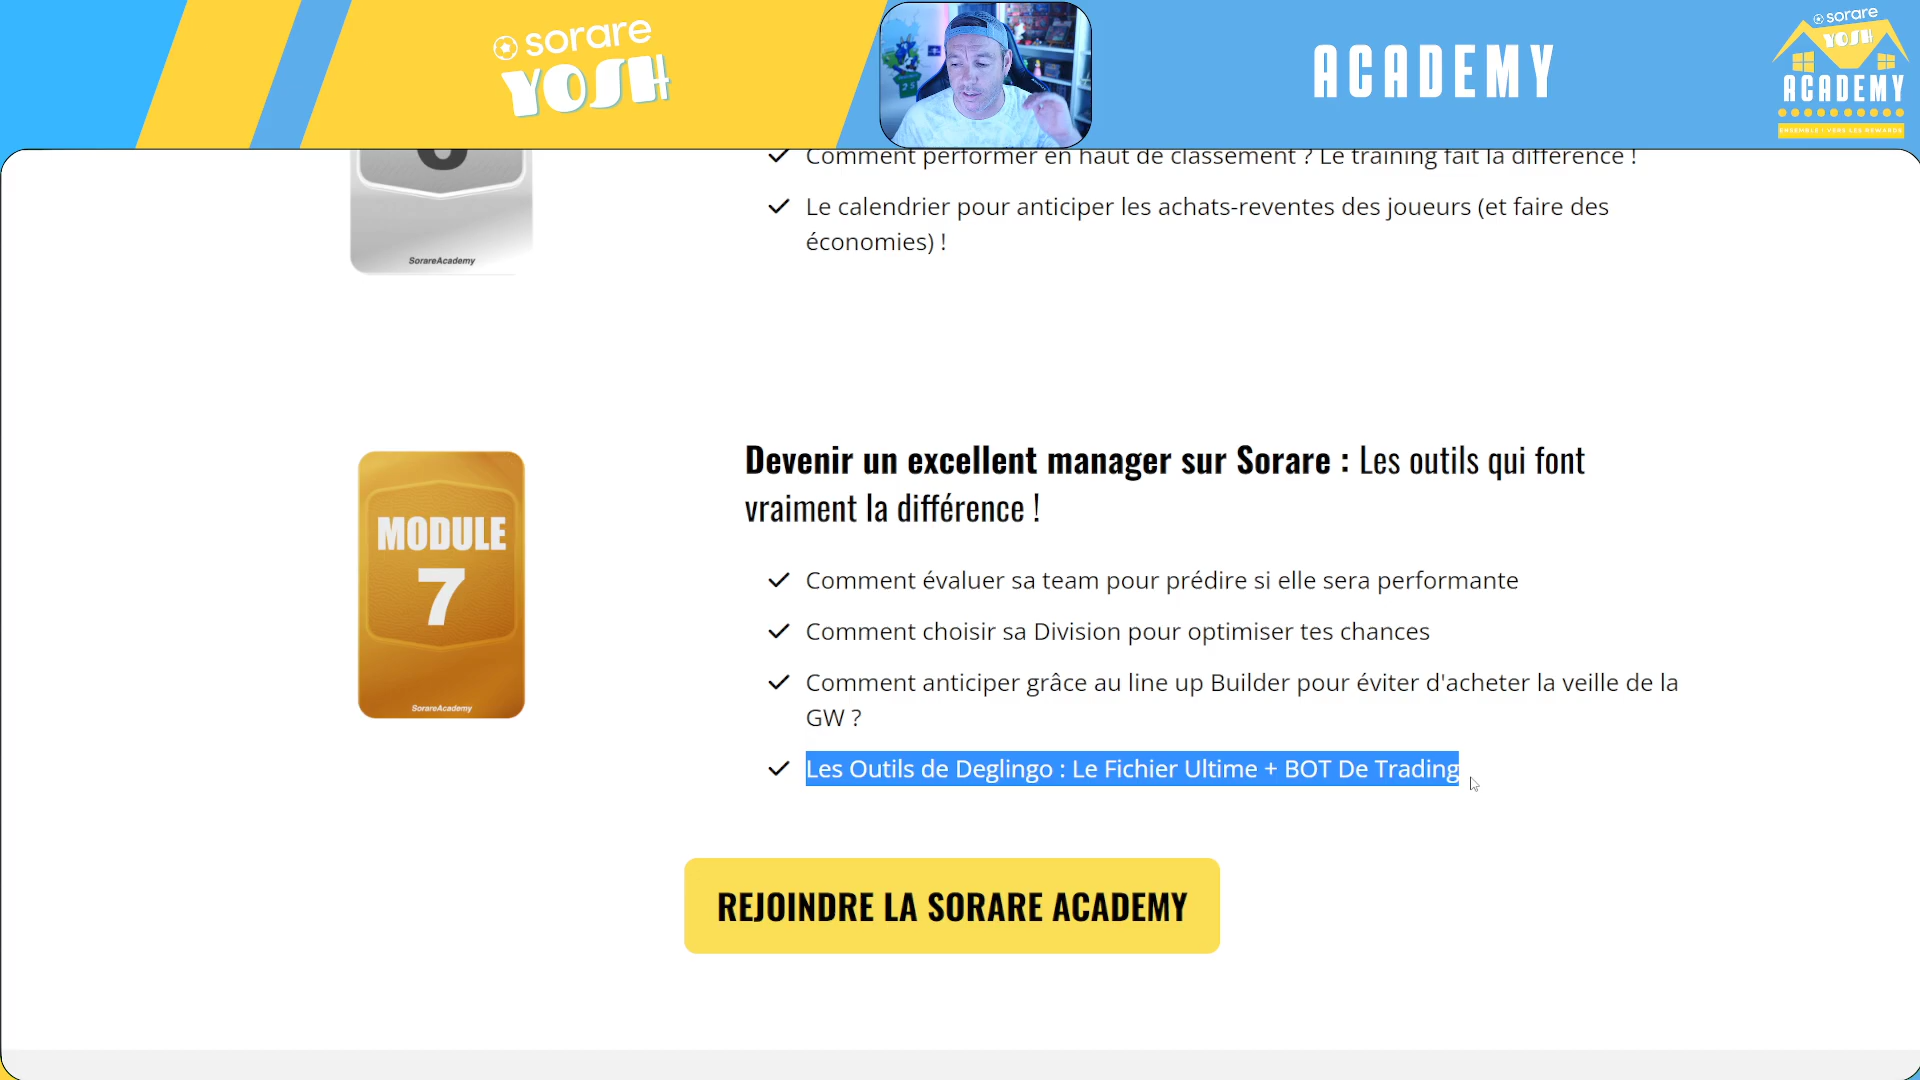 sorare
YOSH
ACADEMY
sorare
YOSH
ACADEMY
ENSEMBLE ! VERS LES REWARDS
Comment performer en haut de classement ? Le training fait la différence !
Le calendrier pour anticiper les achats-reventes des joueurs (et faire des
économies) !
SorareAcademy
Devenir un excellent manager sur Sorare : Les outils qui font
vraiment la différence !
MODULE
7
SorareAcademy
Comment évaluer sa team pour prédire si elle sera performante
Comment choisir sa Division pour optimiser tes chances
Comment anticiper grâce au line up Builder pour éviter d'acheter la veille de la
GW ?
Les Outils de Deglingo : Le Fichier Ultime + BOT De Trading
REJOINDRE LA SORARE ACADEMY